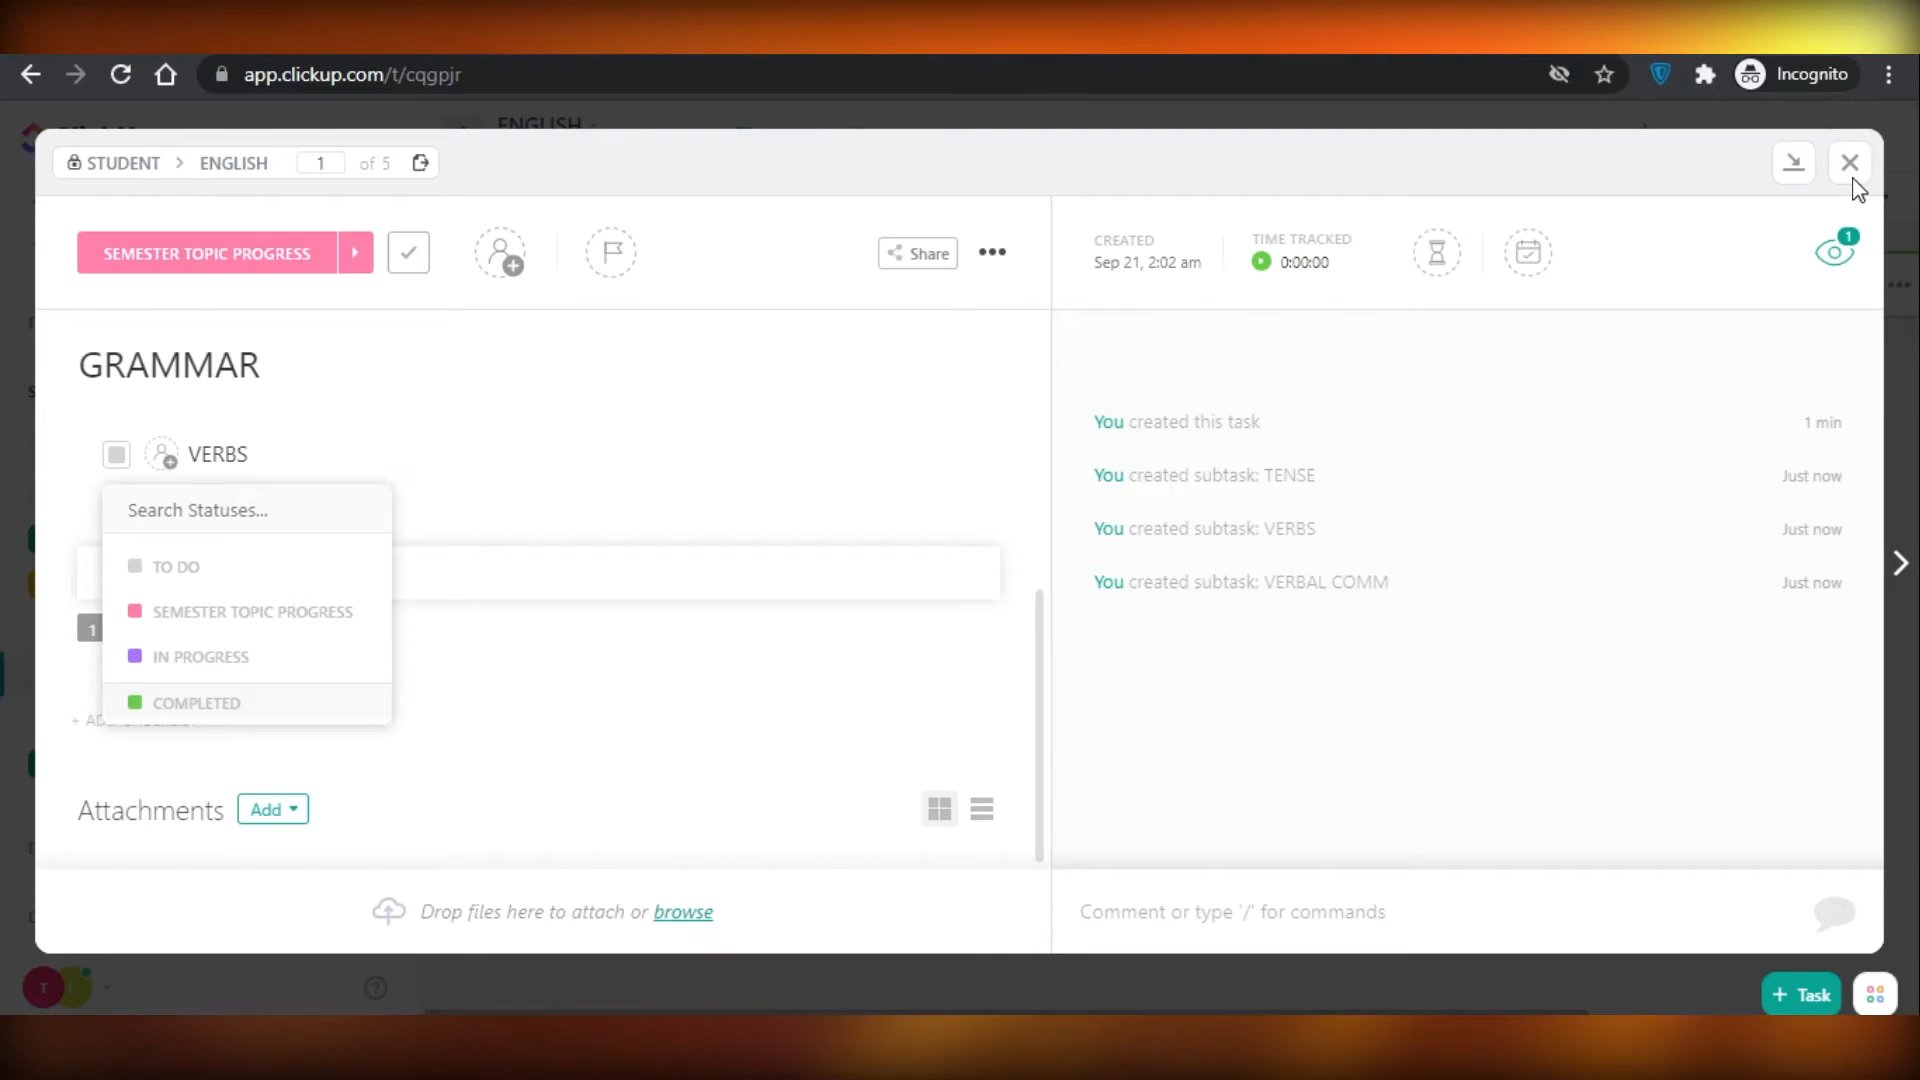 app.clickup.com/t/cqgpjr
Incognito
ENGLISH
STUDENT > ENGLISH 1 of 5
SEMESTER TOPIC PROGRESS
Share
CREATED
Sep 21, 2:02 am
TIME TRACKED
0:00:00
1
GRAMMAR
VERBS
Search Statuses...
TO DO
SEMESTER TOPIC PROGRESS
IN PROGRESS
COMPLETED
1
Attachments Add
Drop files here to attach or browse
You created this task 1 min
You created subtask: TENSE Just now
You created subtask: VERBS Just now
You created subtask: VERBAL COMM Just now
Comment or type '/' for commands
T
+ Task